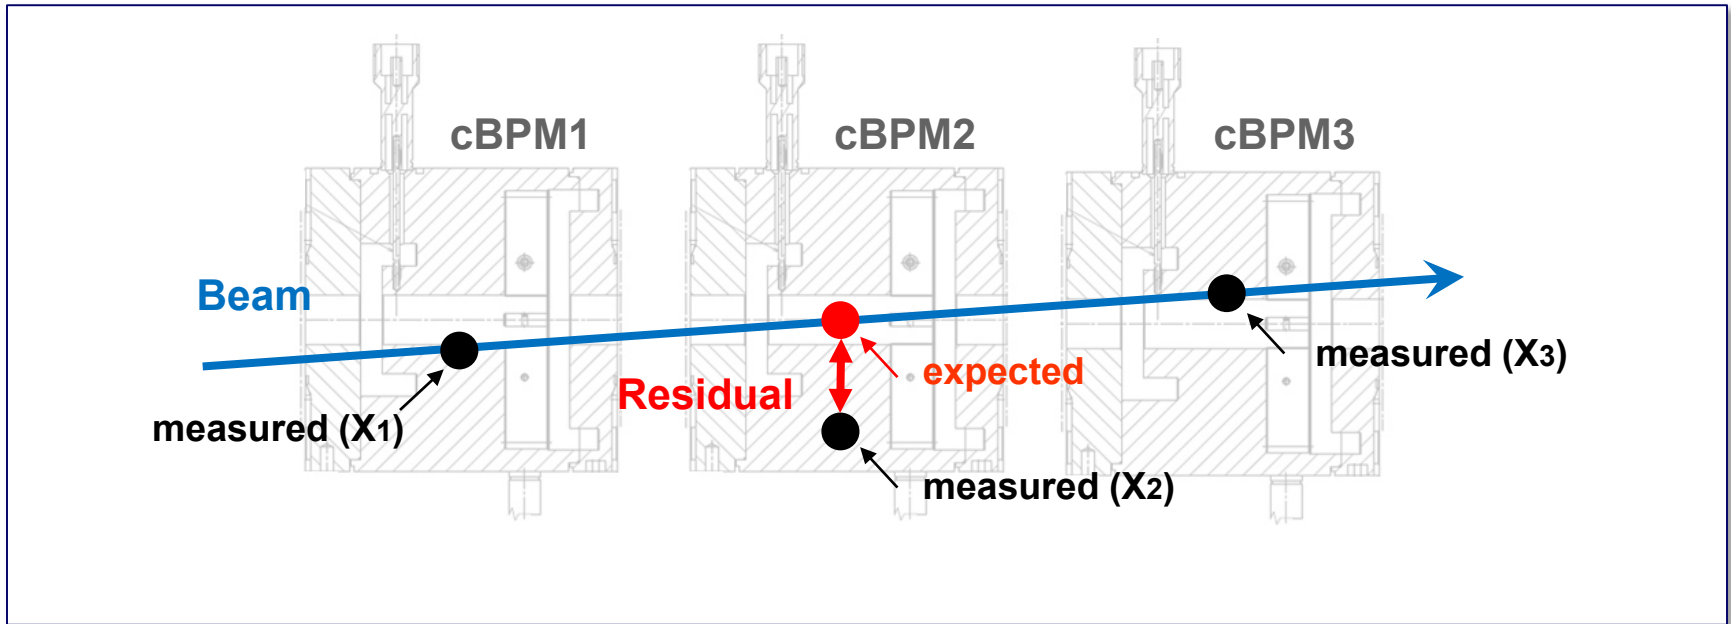 cBPM1
cBPM2
cBPM3
Beam
measured (X1)
Residual
expected
measured (X2)
measured (X3)